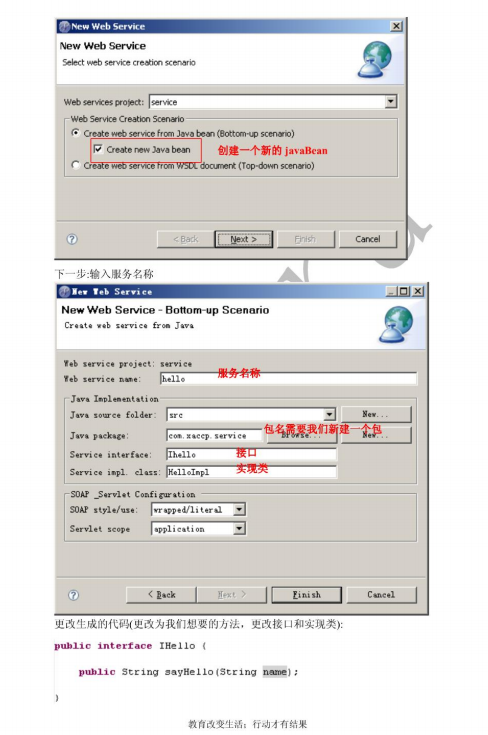 New Web Service
New Web Service
Select web service creation scenario
Web services project: service
Web Service Creation Scenario
Create web service from Java bean (Bottom-up scenario)
Create new Java bean 创建一个新的 javaBean
Create web service from WSDL document (Top-down scenario)
< Back Next > Finish Cancel
下一步:输入服务名称
New Web Service
New Web Service - Bottom-up Scenario
Create web service from Java
Web service project: service
Web service name: hello 服务名称
Java Implementation
Java source folder: src New...
包名需要我们新建一个包
Java package: com.xaccp.service Browse... New...
Service interface: Ihello 接口
Service impl. class: HelloImpl 实现类
SOAP _Servlet Configuration
SOAP style/use: wrapped/literal
Servlet scope application
< Back Next > Finish Cancel
更改生成的代码(更改为我们想要的方法，更改接口和实现类):
public interface IHello {
public String sayHello(String name);
}
教育改变生活；行动才有结果